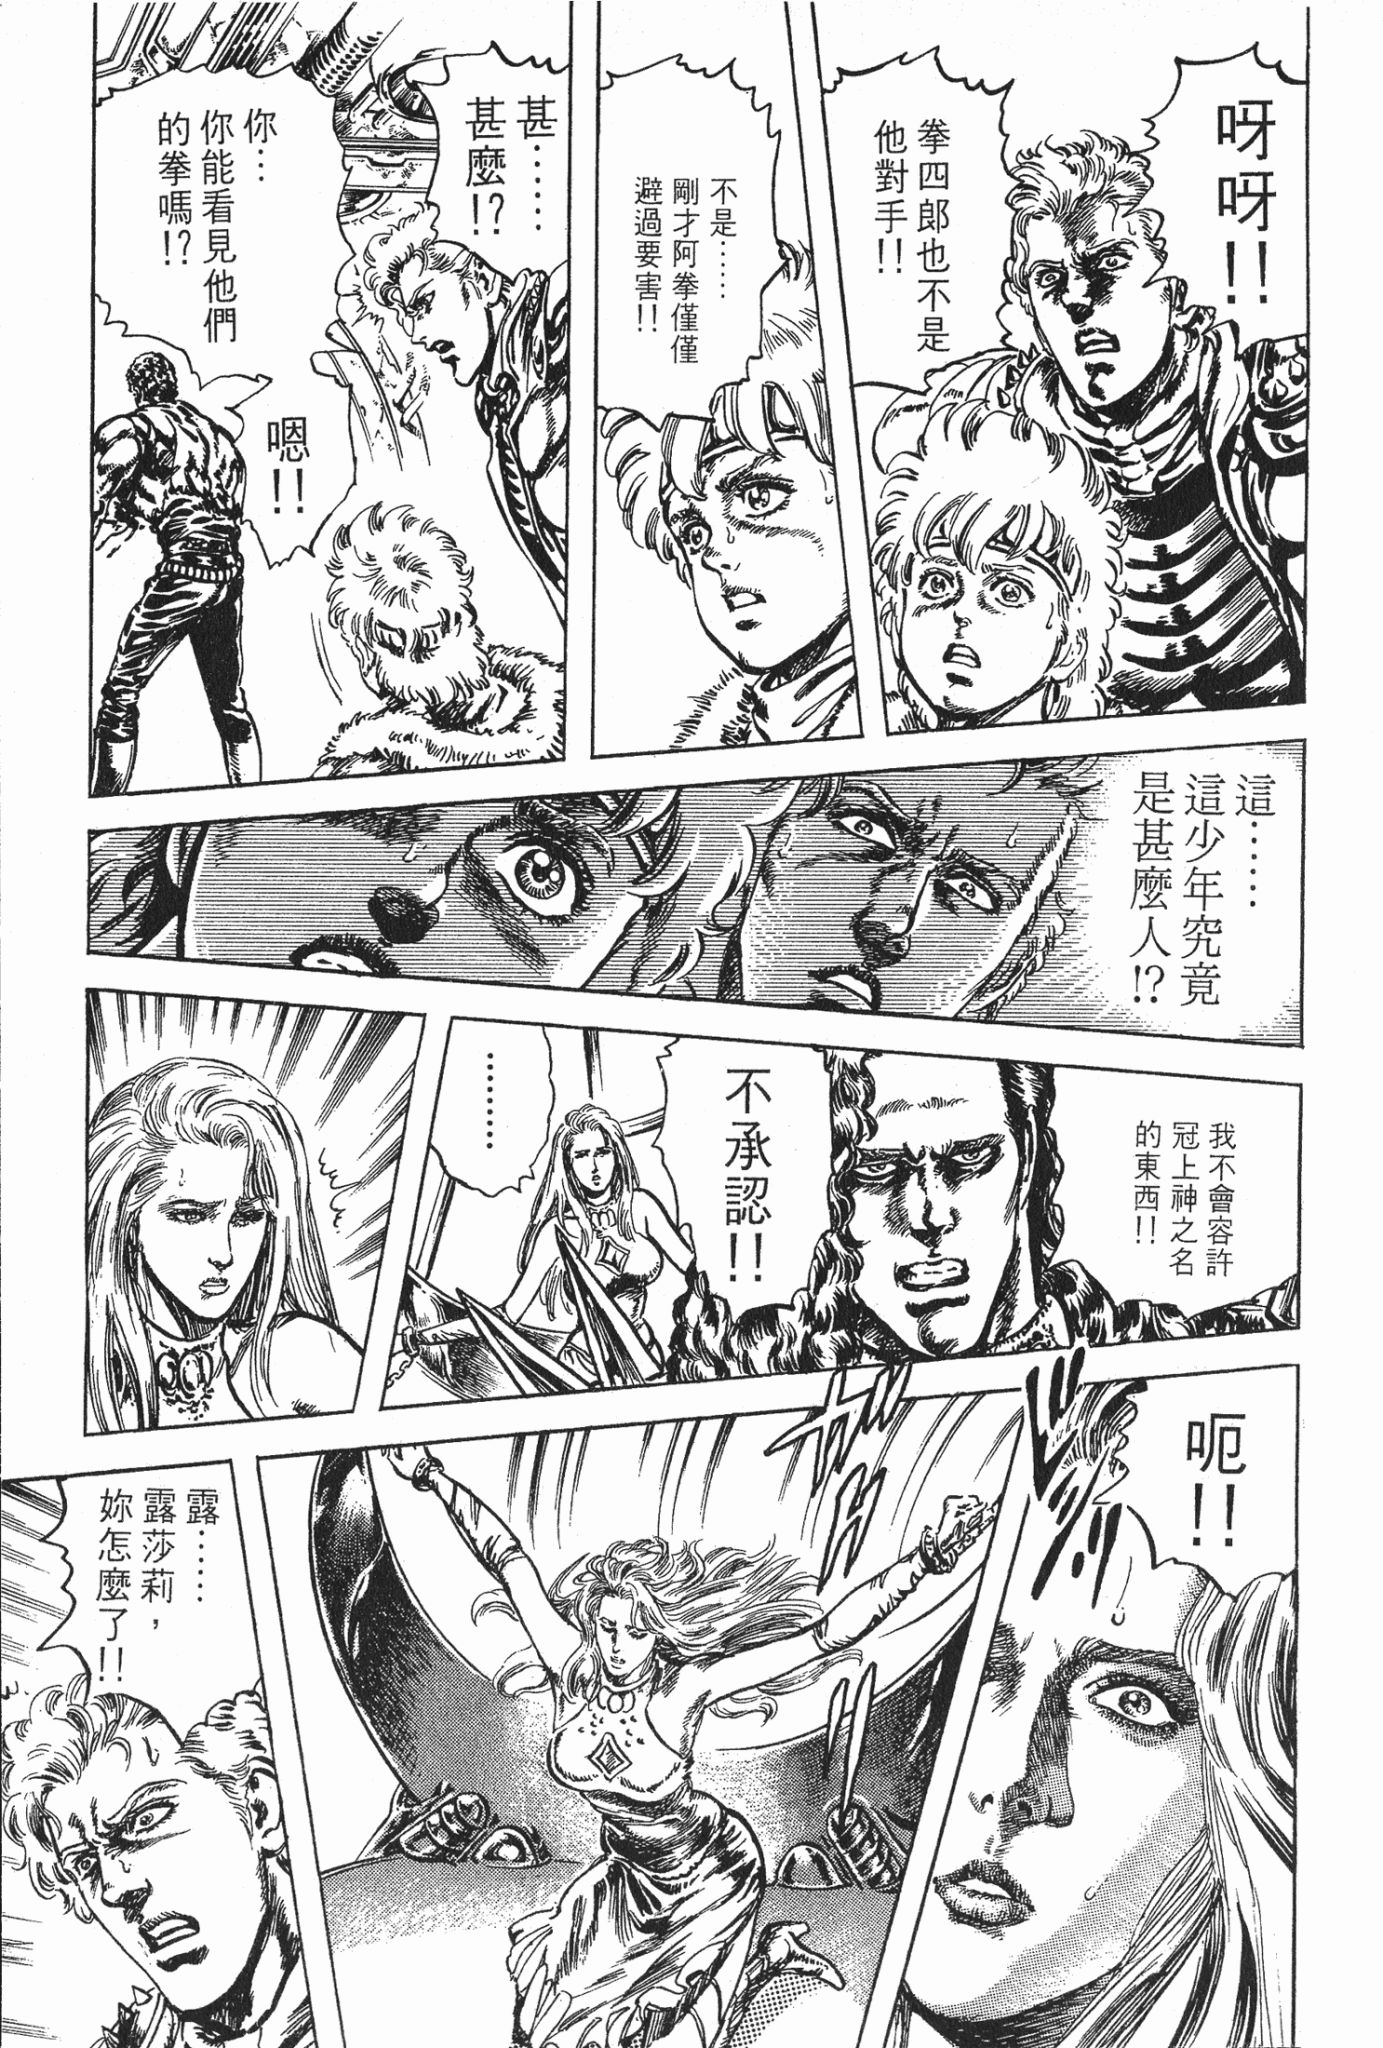 呀呀!!
拳四郎也不是
他對手!!
不是……
剛才阿拳僅僅
避過要害!!
甚……
甚麼!?
你…
你能看見他們
的拳嗎!?
嗯!!
這……
這少年究竟
是甚麼人!?
我不會容許
冠上神之名
的東西!!
不承認!!
………
呃!!
露……
露莎莉，
妳怎麼了!!